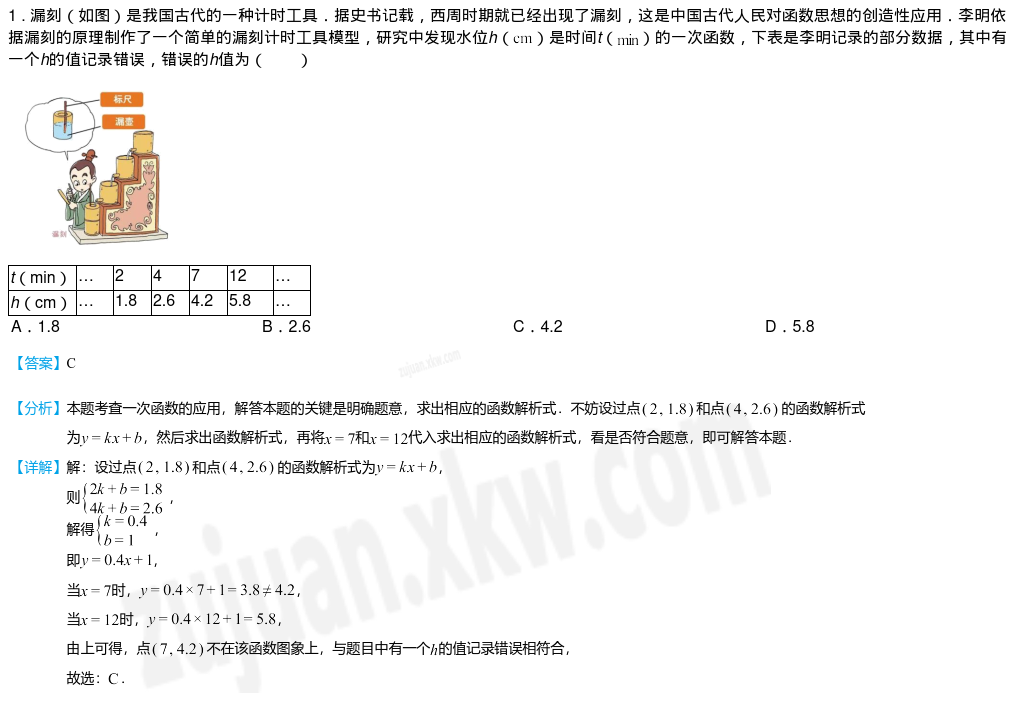 1．漏刻（如图）是我国古代的一种计时工具．据史书记载，西周时期就已经出现了漏刻，这是中国古代人民对函数思想的创造性应用．李明依
据漏刻的原理制作了一个简单的漏刻计时工具模型，研究中发现水位h（cm）是时间t（min）的一次函数，下表是李明记录的部分数据，其中有
一个h的值记录错误，错误的h值为（　　）
标尺
漏壶
漏刻
t（min） … 2 4 7 12 …
h（cm） … 1.8 2.6 4.2 5.8 …
A．1.8 B．2.6 C．4.2 D．5.8
【答案】C
【分析】本题考查一次函数的应用，解答本题的关键是明确题意，求出相应的函数解析式．不妨设过点(2, 1.8)和点(4, 2.6)的函数解析式
为y=kx+b，然后求出函数解析式，再将x=7和x=12代入求出相应的函数解析式，看是否符合题意，即可解答本题．
【详解】解：设过点(2, 1.8)和点(4, 2.6)的函数解析式为y=kx+b，
则{2k+b=1.8
4k+b=2.6，
解得{k=0.4
b=1，
即y=0.4x+1，
当x=7时，y=0.4×7+1=3.8≠4.2，
当x=12时，y=0.4×12+1=5.8，
由上可得，点(7, 4.2)不在该函数图象上，与题目中有一个h的值记录错误相符合，
故选：C．
zujuan.xkw.com
zujuan.xkw.com